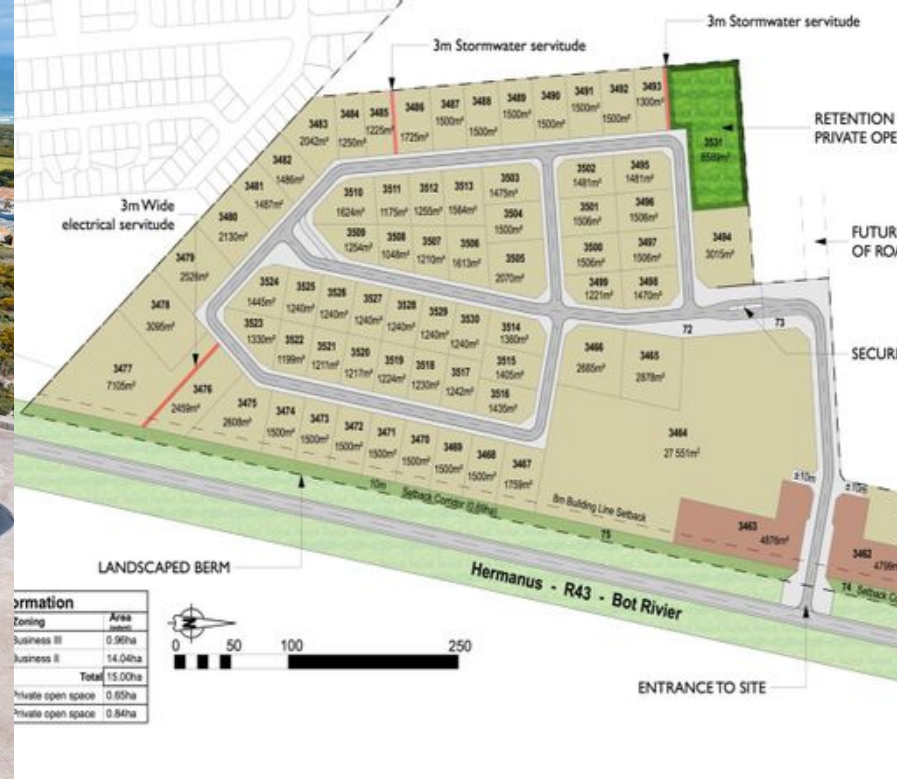 3m Stormwater servitude
3m Stormwater servitude
RETENTION
PRIVATE OPE
3m Wide
electrical servitude
FUTUR
OF ROA
SECURI
3483
2042m²
3484
1250m²
3485
1225m²
3486
1725m²
3487
1500m²
3488
1500m²
3489
1500m²
3490
1500m²
3491
1500m²
3492
1500m²
3493
1300m²
3531
3482
1486m²
3481
1487m²
3480
2130m²
3479
2528m²
3478
3095m²
3477
7105m²
3510
1624m²
3511
1175m²
3512
1255m²
3513
1564m²
3503
1475m²
3504
1500m²
3505
2070m²
3509
1254m²
3508
1048m²
3507
1210m²
3506
1613m²
3502
1481m²
3495
1481m²
3501
1506m²
3496
1506m²
3500
1506m²
3497
1506m²
3499
1221m²
3498
1470m²
3494
3015m²
3524
1445m²
3525
1240m²
3526
1240m²
3527
1240m²
3528
1240m²
3529
1240m²
3530
1240m²
3514
1360m²
3523
1330m²
3522
1199m²
3521
1211m²
3520
1217m²
3519
1224m²
3518
1230m²
3517
1242m²
3515
1405m²
3516
1435m²
72
73
3466
2685m²
3465
2878m²
3464
27 551m²
3476
2459m²
3475
2608m²
3474
1500m²
3473
1500m²
3472
1500m²
3471
1500m²
3470
1500m²
3469
1500m²
3468
1500m²
3467
1759m²
±10m
±10m
3463
4876m²
3462
4799m
10m
Setback Corridor (0.65ha)
8m Building Line Setback
75
74
Setback Co
LANDSCAPED BERM
Hermanus - R43 - Bot Rivier
ENTRANCE TO SITE
N
0 50 100 250
ormation
Zoning Area
Business III 0.96ha
Business II 14.04ha
Total 15.00ha
Private open space 0.65ha
Private open space 0.84ha